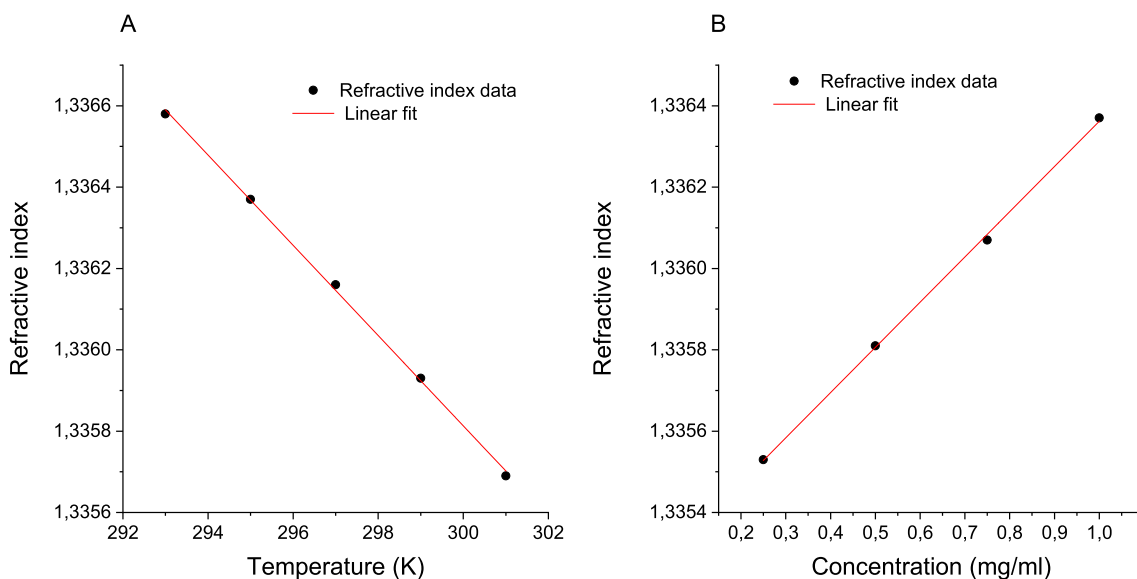 A
Refractive index data
Linear fit
Refractive index
1,3366
1,3364
1,3362
1,3360
1,3358
1,3356
292
294
296
298
300
302
Temperature (K)
B
Refractive index data
Linear fit
Refractive index
1,3364
1,3362
1,3360
1,3358
1,3356
1,3354
0,2
0,3
0,4
0,5
0,6
0,7
0,8
0,9
1,0
Concentration (mg/ml)